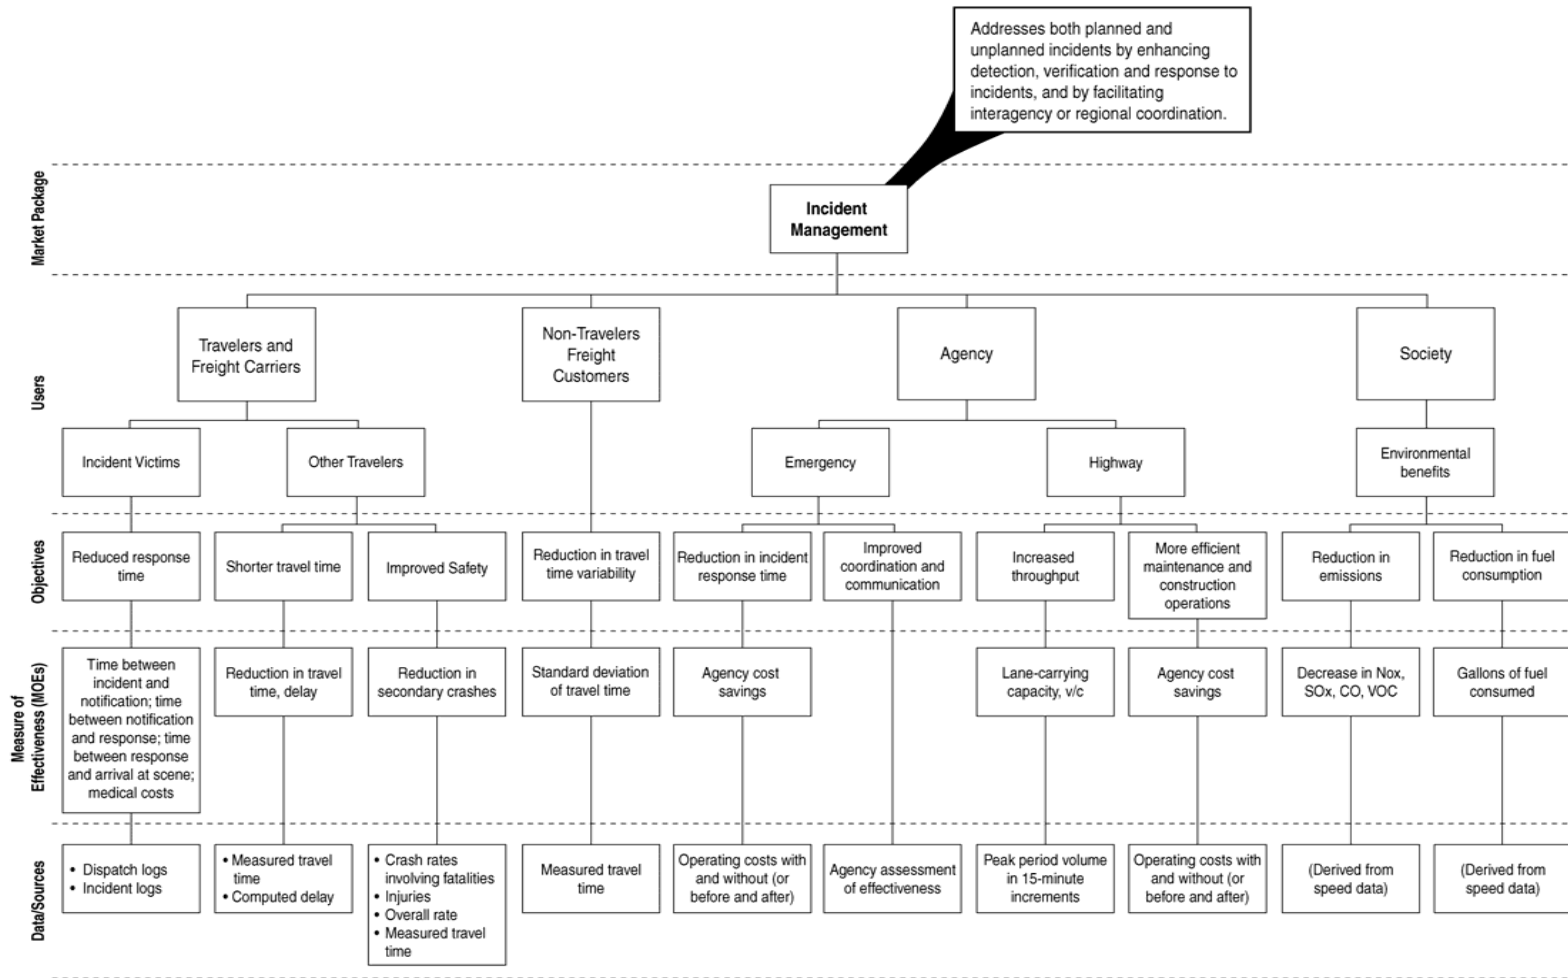 Addresses both planned and
unplanned incidents by enhancing
detection, verification and response to
incidents, and by facilitating
interagency or regional coordination.
Market Package
Incident
Management
Users
Travelers and
Freight Carriers
Non-Travelers
Freight
Customers
Agency
Society
Incident Victims
Other Travelers
Emergency
Highway
Environmental
benefits
Objectives
Reduced response
time
Shorter travel time
Improved Safety
Reduction in travel
time variability
Reduction in incident
response time
Improved
coordination and
communication
Increased
throughput
More efficient
maintenance and
construction
operations
Reduction in
emissions
Reduction in fuel
consumption
Measure of
Effectiveness (MOEs)
Time between
incident and
notification; time
between notification
and response; time
between response
and arrival at scene;
medical costs
Reduction in travel
time, delay
Reduction in
secondary crashes
Standard deviation
of travel time
Agency cost
savings
Lane-carrying
capacity, v/c
Agency cost
savings
Decrease in Nox,
SOx, CO, VOC
Gallons of fuel
consumed
Data/Sources
• Dispatch logs
• Incident logs
• Measured travel
time
• Computed delay
• Crash rates
involving fatalities
• Injuries
• Overall rate
• Measured travel
time
Measured travel
time
Operating costs with
and without (or
before and after)
Agency assessment
of effectiveness
Peak period volume
in 15-minute
increments
Operating costs with
and without (or
before and after)
(Derived from
speed data)
(Derived from
speed data)